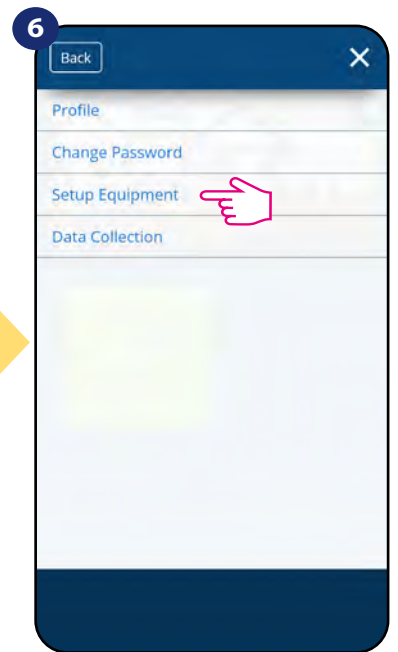 6
Back
Profile
Change Password
Setup Equipment
Data Collection